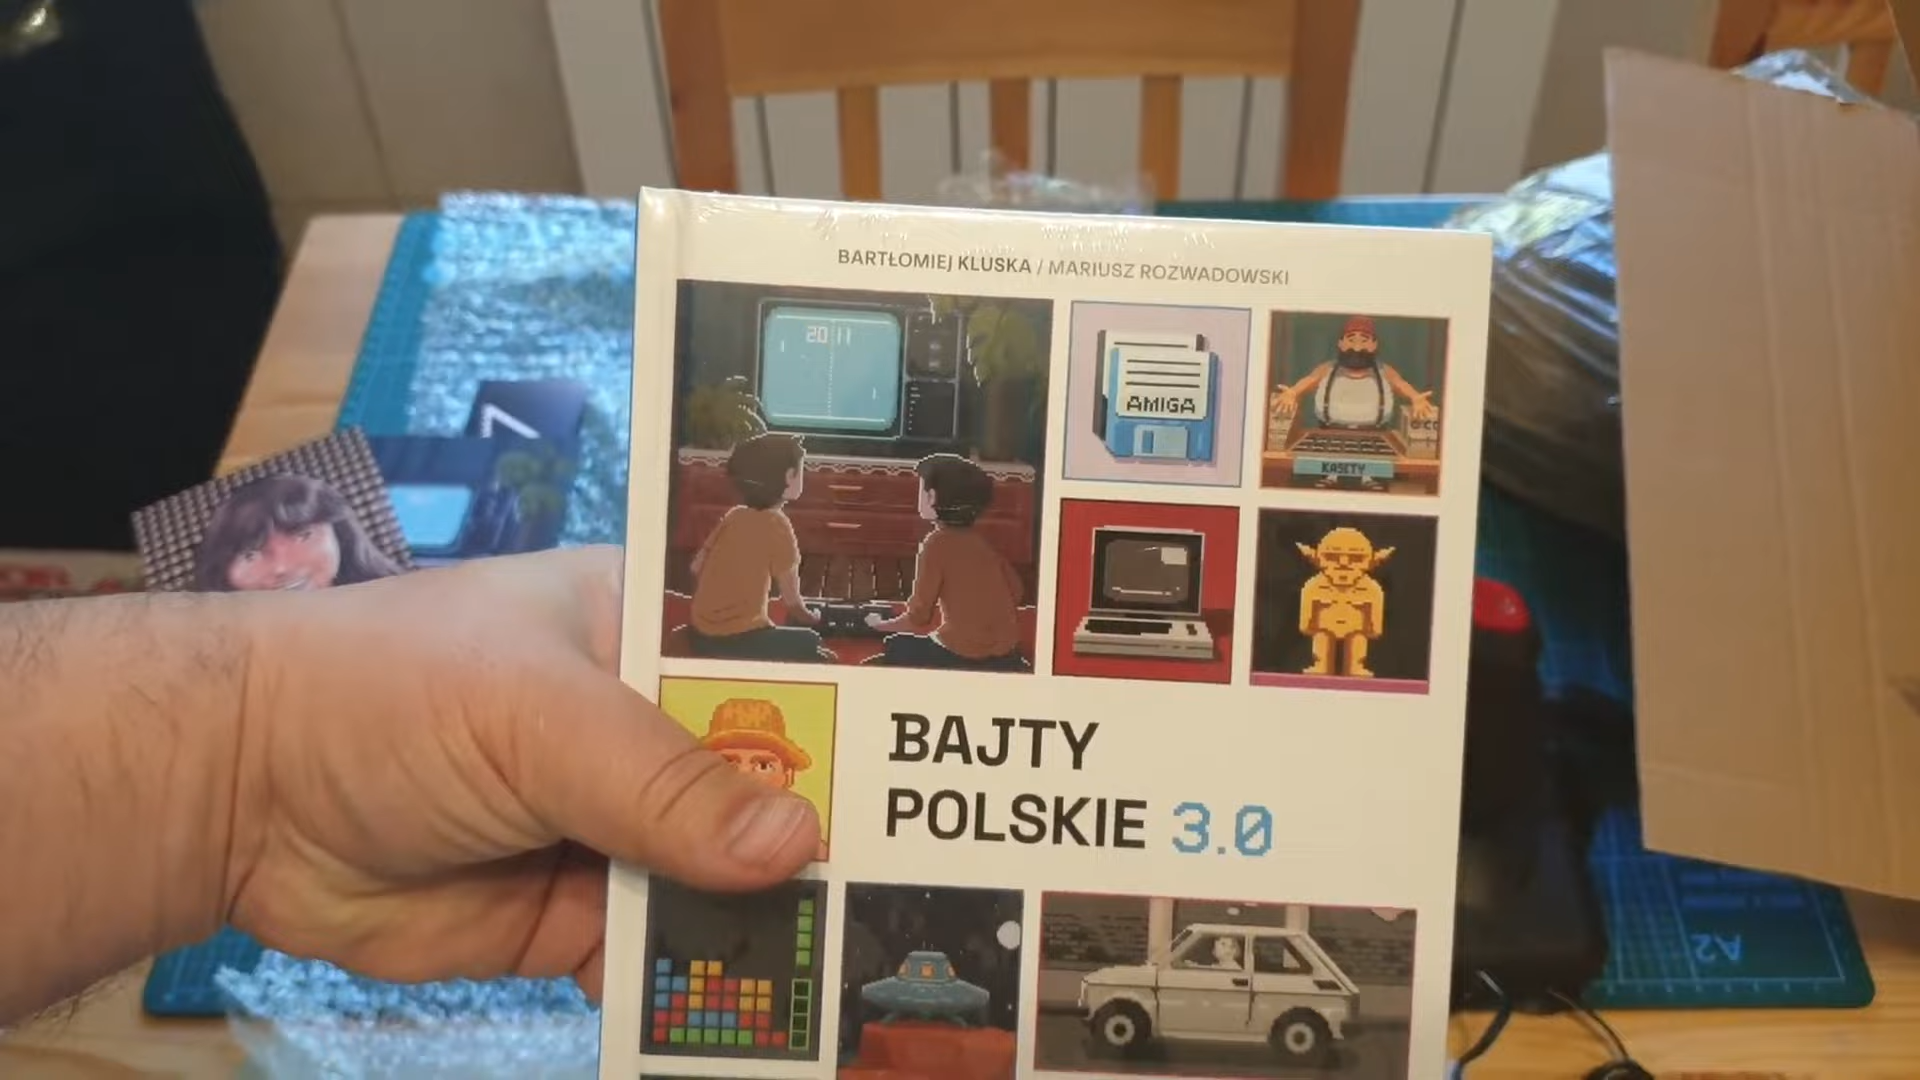 BARTŁOMIEJ KLUSKA / MARIUSZ ROZWADOWSKI
20 11
AMIGA
KASETY
BAJTY
POLSKIE 3.0
A2